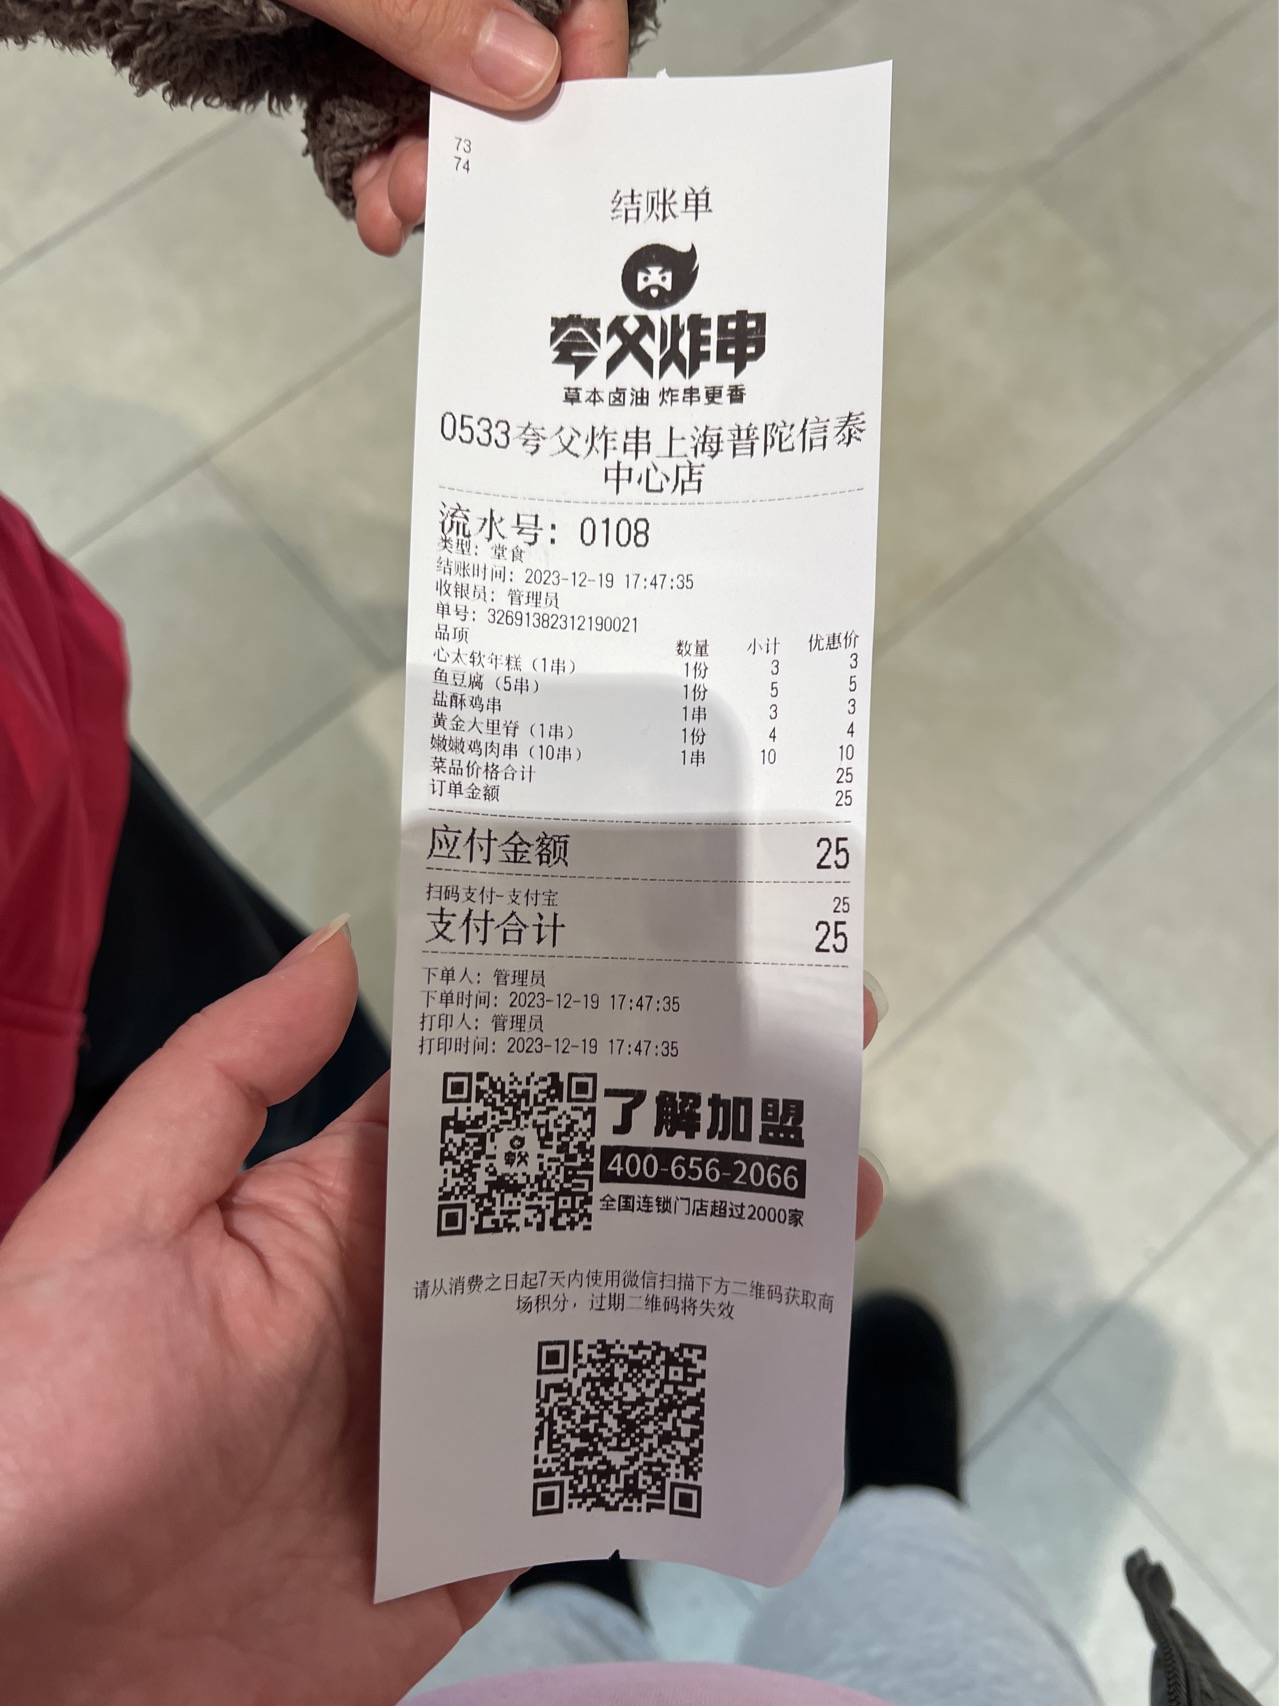 73
74
结账单
夸父炸串
草本卤油 炸串更香
0533夸父炸串上海普陀信泰
中心店
流水号: 0108
类型: 堂食
结账时间: 2023-12-19 17:47:35
收银员: 管理员
单号: 32691382312190021
品项 数量 小计 优惠价
心太软年糕（1串） 1份 3 3
鱼豆腐（5串） 1份 5 5
盐酥鸡串 1串 3 3
黄金大里脊（1串） 1份 4 4
嫩嫩鸡肉串（10串） 1串 10 10
菜品价格合计 25
订单金额 25
应付金额 25
扫码支付-支付宝 25
支付合计 25
下单人: 管理员
下单时间: 2023-12-19 17:47:35
打印人: 管理员
打印时间: 2023-12-19 17:47:35
夸父
了解加盟
400-656-2066
全国连锁门店超过2000家
请从消费之日起7天内使用微信扫描下方二维码获取商
场积分，过期二维码将失效